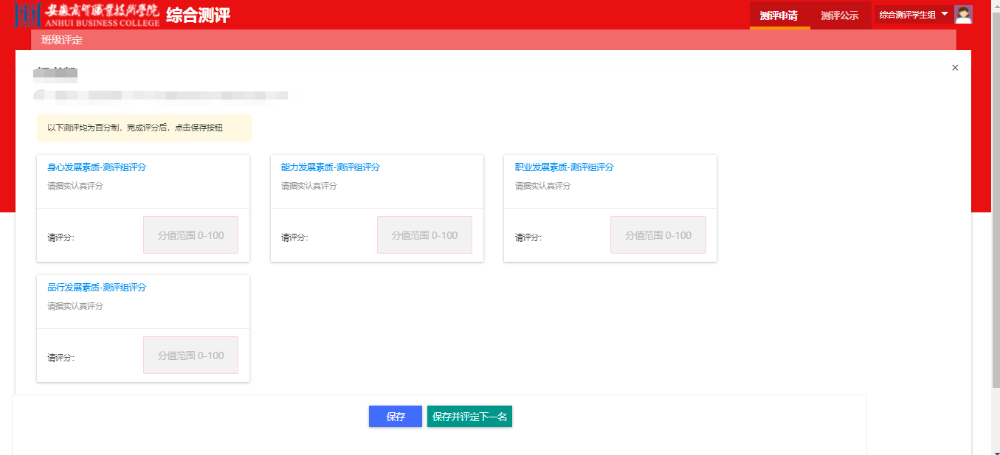 安徽商贸职业技术学院
ANHUI BUSINESS COLLEGE
综合测评
测评申请
测评公示
综合测评学生组
班级评定
以下测评均为百分制，完成评分后，点击保存按钮
身心发展素质-测评组评分
请据实认真评分
请评分:
分值范围 0-100
能力发展素质-测评组评分
请据实认真评分
请评分:
分值范围 0-100
职业发展素质-测评组评分
请据实认真评分
请评分:
分值范围 0-100
品行发展素质-测评组评分
请据实认真评分
请评分:
分值范围 0-100
保存
保存并评定下一名